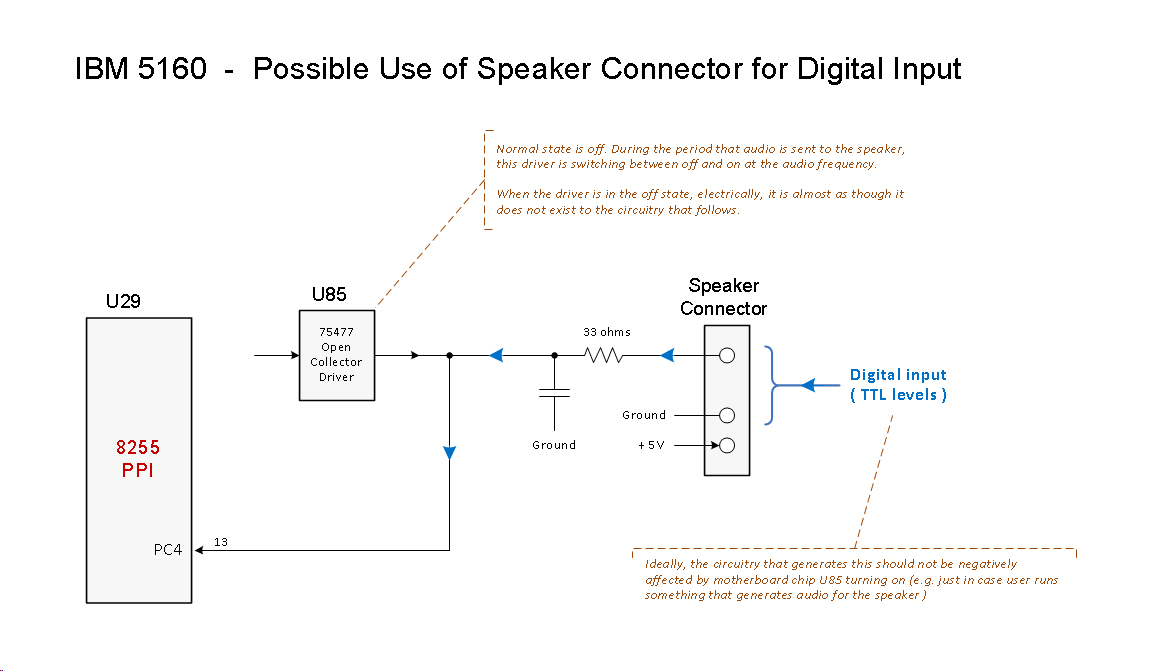 IBM 5160 - Possible Use of Speaker Connector for Digital Input
Normal state is off. During the period that audio is sent to the speaker,
this driver is switching between off and on at the audio frequency.
When the driver is in the off state, electrically, it is almost as though it
does not exist to the circuitry that follows.
U29
U85
Speaker
Connector
75477
Open
Collector
Driver
33 ohms
Digital input
( TTL levels )
Ground
Ground
+ 5V
8255
PPI
PC4
13
Ideally, the circuitry that generates this should not be negatively
affected by motherboard chip U85 turning on (e.g. just in case user runs
something that generates audio for the speaker )